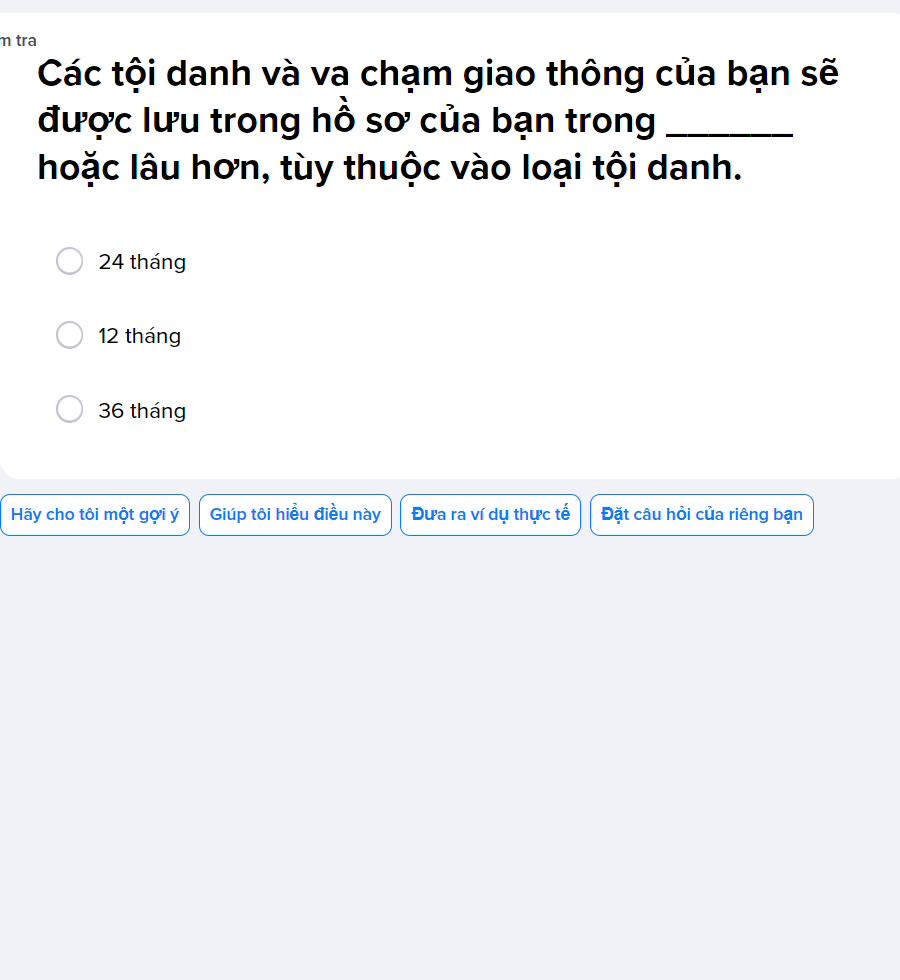 m tra
Các tội danh và va chạm giao thông của bạn sẽ
được lưu trong hồ sơ của bạn trong ______
hoặc lâu hơn, tùy thuộc vào loại tội danh.
24 tháng
12 tháng
36 tháng
Hãy cho tôi một gợi ý
Giúp tôi hiểu điều này
Đưa ra ví dụ thực tế
Đặt câu hỏi của riêng bạn